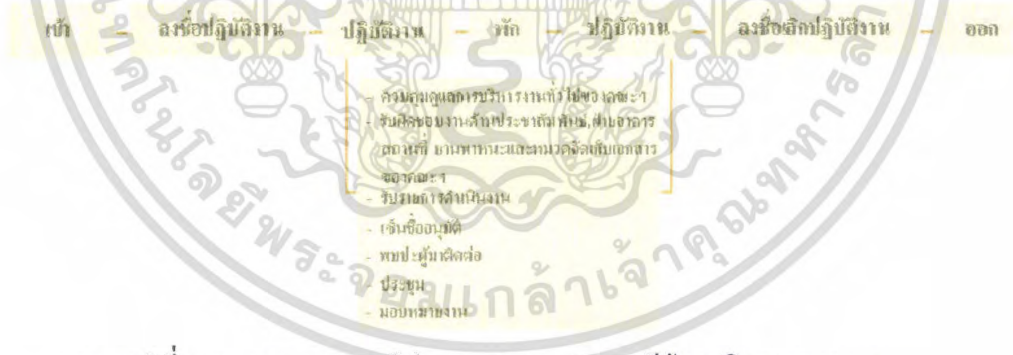 เข้า – ลงชื่อปฏิบัติงาน – ปฏิบัติงาน – พัก – ปฏิบัติงาน – ลงชื่อเลิกปฏิบัติงาน – ออก
- ควบคุมดูแลการบริหารงานทั่วไปของคณะฯ
- รับผิดชอบงานด้านประชาสัมพันธ์,ฝ่ายอาคาร
สถานที่ ยานพาหนะและหมวดจัดเก็บเอกสาร
ของคณะฯ
- รับรายการดำเนินงาน
- เซ็นชื่ออนุมัติ
- พบปะผู้มาติดต่อ
- ประชุม
- มอบหมายงาน
คโนโลยีพระจอมเกล้าเจ้าคุณทหารลา